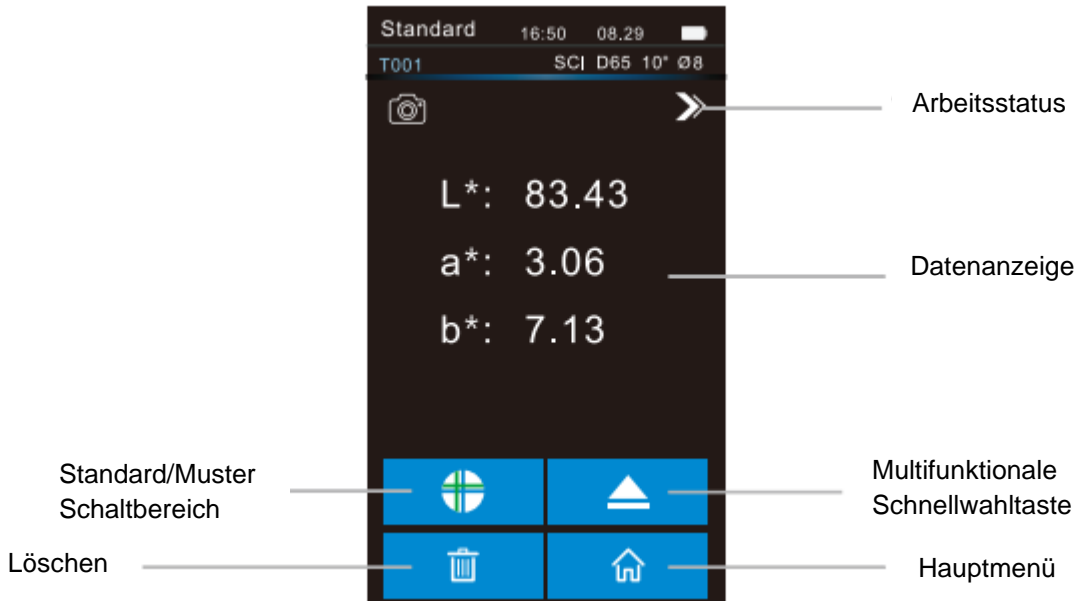 Standard 16:50 08.29
T001 SCI D65 10° Ø8
Arbeitsstatus
L*: 83.43
a*: 3.06
Datenanzeige
b*: 7.13
Standard/Muster
Schaltbereich
Multifunktionale
Schnellwahltaste
Löschen
Hauptmenü